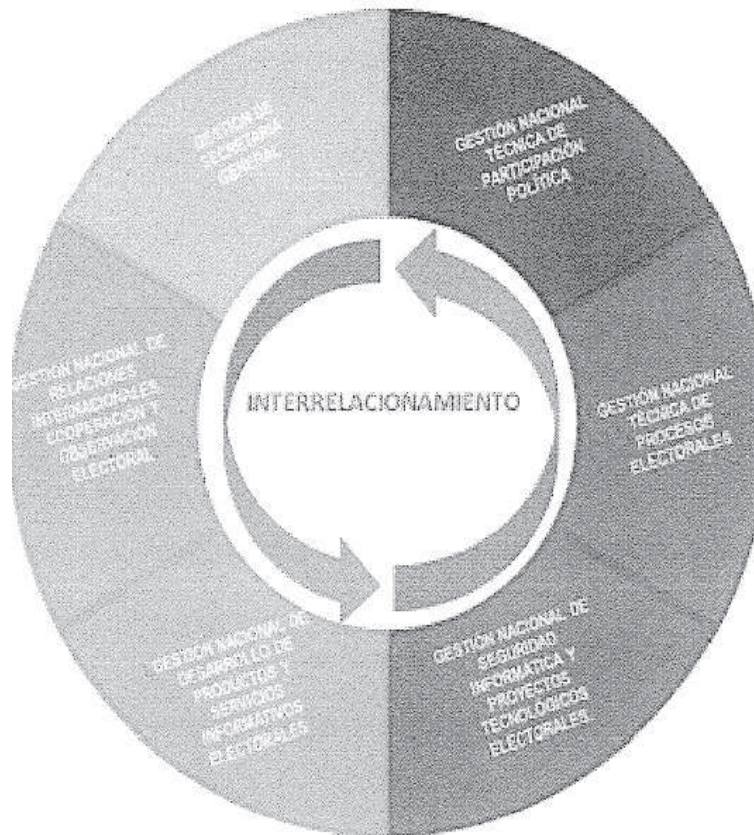 GESTIÓN DE
SECRETARIA
GENERAL
GESTIÓN NACIONAL
TÉCNICA DE
PARTICIPACIÓN
POLÍTICA
GESTIÓN NACIONAL DE
RELACIONES
INTERNACIONALES
COOPERACIÓN Y
OBSERVACIÓN
ELECTORAL
INTERRELACIONAMIENTO
GESTIÓN NACIONAL
TÉCNICA DE
PROCESOS
ELECTORALES
GESTIÓN NACIONAL DE
DESARROLLO DE
PRODUCTOS Y
SERVICIOS
INFORMATIVOS
ELECTORALES
GESTIÓN NACIONAL DE
SEGURIDAD
INFORMÁTICA Y
PROYECTOS
TECNOLÓGICOS
ELECTORALES